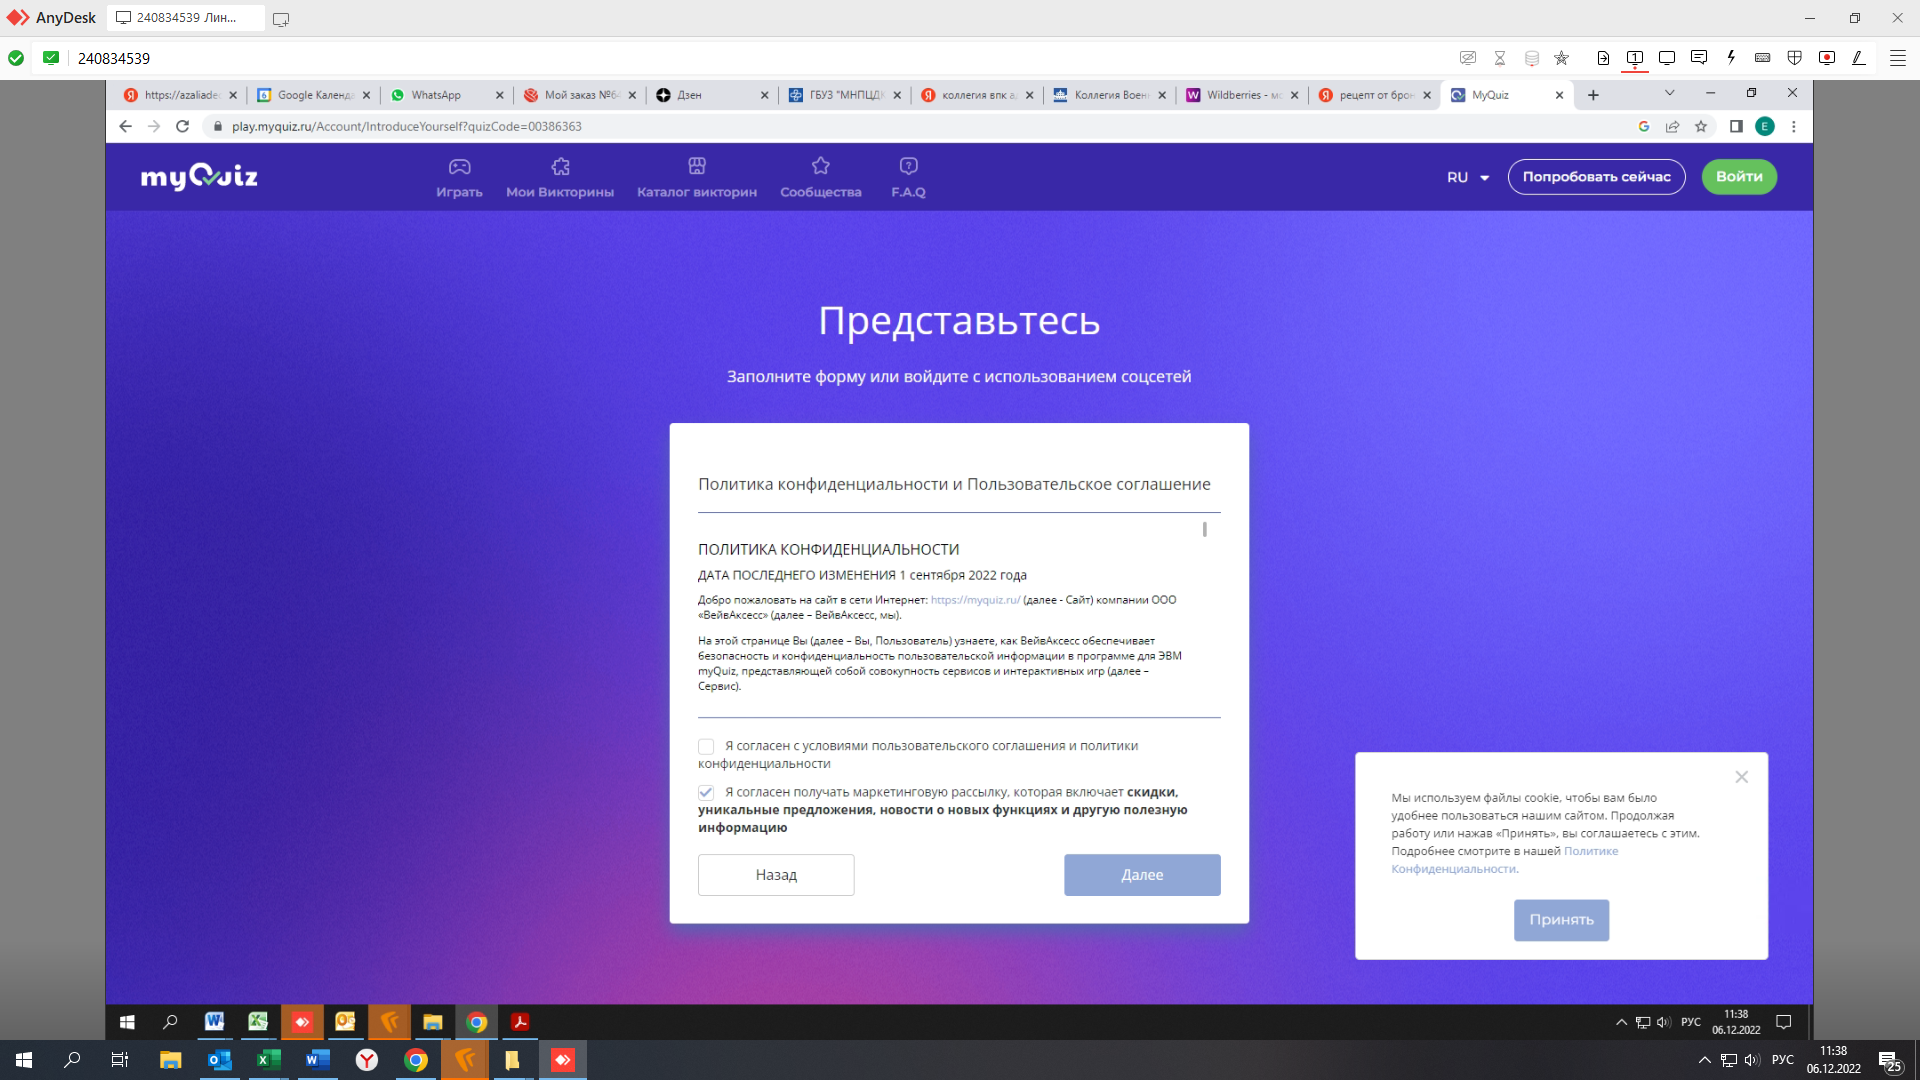 AnyDesk
240834539 Лин...
240834539
https://azaliade
Google Календа
WhatsApp
Мой заказ №64
Дзен
ГБУЗ "МНПЦДК
коллегия впк а
Коллегия Воен
Wildberries - мо
рецепт от брон
MyQuiz
play.myquiz.ru/Account/IntroduceYourself?quizCode=00386363
E
myQuiz
Играть
Мои Викторины
Каталог викторин
Сообщества
F.A.Q
RU
Попробовать сейчас
Войти
Представьтесь
Заполните форму или войдите с использованием соцсетей
Политика конфиденциальности и Пользовательское соглашение
ПОЛИТИКА КОНФИДЕНЦИАЛЬНОСТИ
ДАТА ПОСЛЕДНЕГО ИЗМЕНЕНИЯ 1 сентября 2022 года
Добро пожаловать на сайт в сети Интернет: https://myquiz.ru/ (далее - Сайт) компании ООО
«ВейвАксесс» (далее – ВейвАксесс, мы).
На этой странице Вы (далее – Вы, Пользователь) узнаете, как ВейвАксесс обеспечивает
безопасность и конфиденциальность пользовательской информации в программе для ЭВМ
myQuiz, представляющей собой совокупность сервисов и интерактивных игр (далее –
Сервис).
Я согласен с условиями пользовательского соглашения и политики
конфиденциальности
Я согласен получать маркетинговую рассылку, которая включает скидки,
уникальные предложения, новости о новых функциях и другую полезную
информацию
Назад
Далее
Мы используем файлы cookie, чтобы вам было
удобнее пользоваться нашим сайтом. Продолжая
работу или нажав «Принять», вы соглашаетесь с этим.
Подробнее смотрите в нашей Политике
Конфиденциальности.
Принять
РУС
11:38
06.12.2022
РУС
11:38
06.12.2022
25